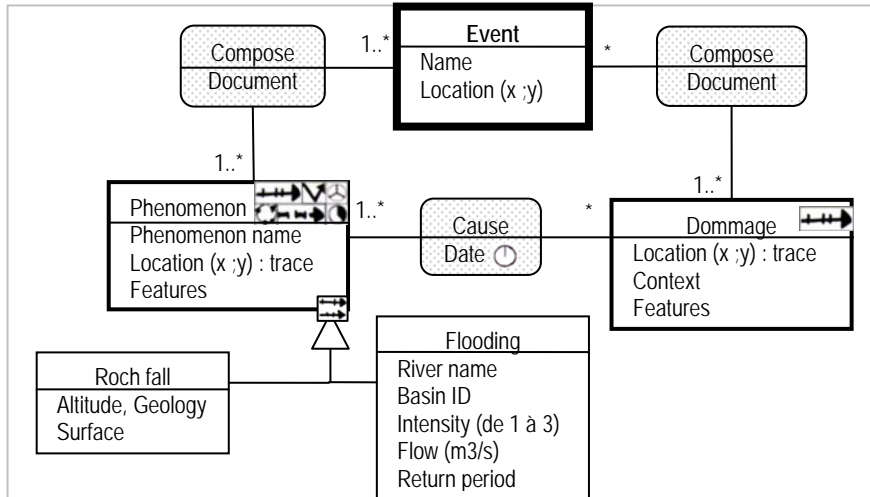 Compose
Document
1..*
Event
Name
Location (x ;y)
*
Compose
Document
1..*
1..*
Phenomenon
Phenomenon name
Location (x ;y) : trace
Features
1..*
Cause
Date
*
Dommage
Location (x ;y) : trace
Context
Features
Roch fall
Altitude, Geology
Surface
Flooding
River name
Basin ID
Intensity (de 1 à 3)
Flow (m3/s)
Return period